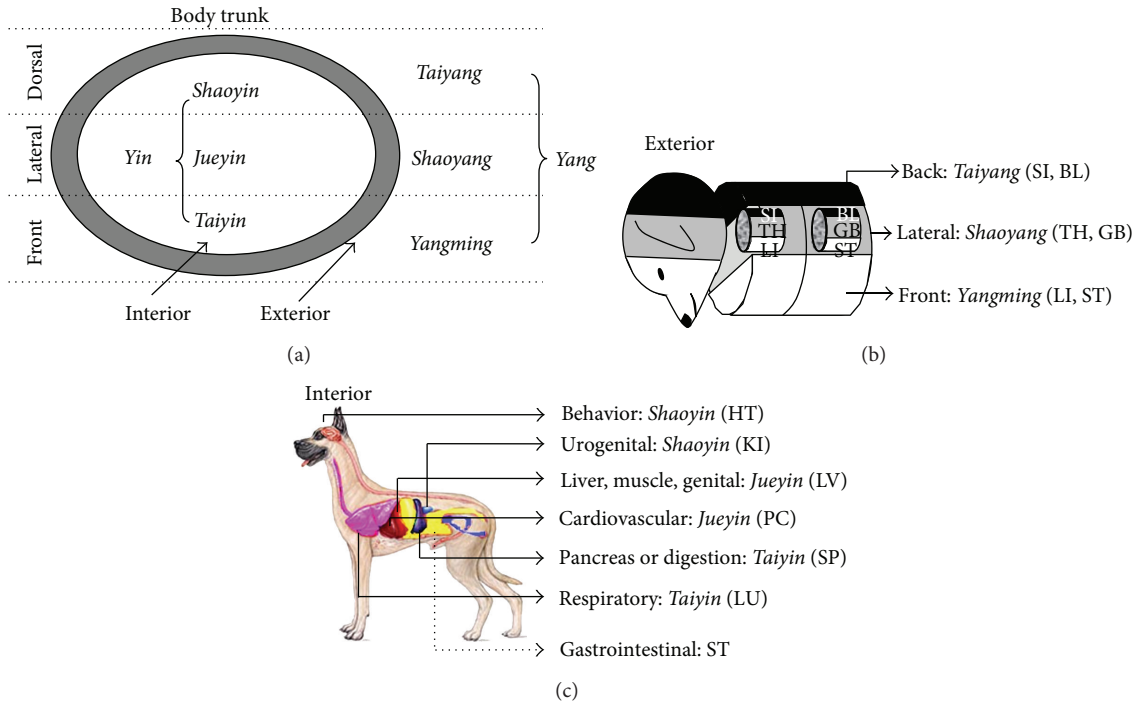 Body trunk
Dorsal
Lateral
Front
Shaoyin
Yin
Jueyin
Taiyin
Taiyang
Shaoyang
Yang
Yangming
Interior
Exterior
(a)
Exterior
SI
TH
LI
BL
GB
ST
Back: Taiyang (SI, BL)
Lateral: Shaoyang (TH, GB)
Front: Yangming (LI, ST)
(b)
Interior
Behavior: Shaoyin (HT)
Urogenital: Shaoyin (KI)
Liver, muscle, genital: Jueyin (LV)
Cardiovascular: Jueyin (PC)
Pancreas or digestion: Taiyin (SP)
Respiratory: Taiyin (LU)
Gastrointestinal: ST
(c)